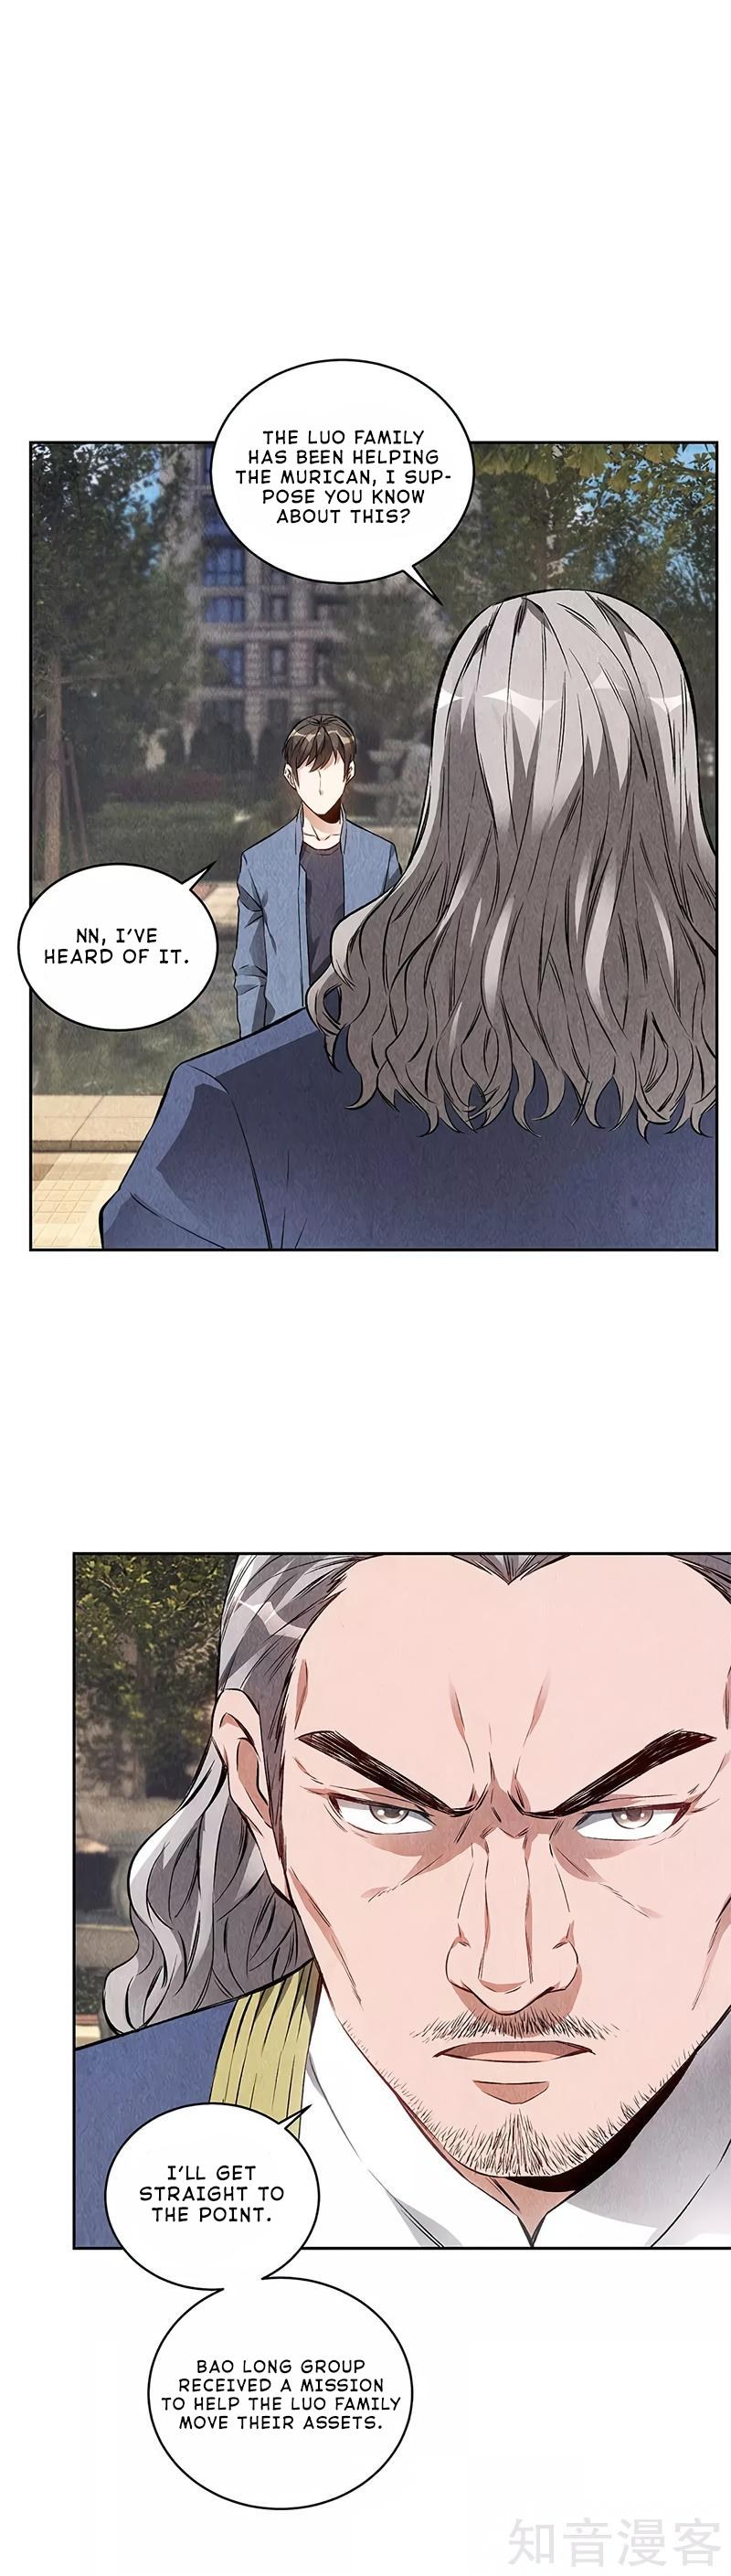 THE LUO FAMILY
HAS BEEN HELPING
THE MURICAN, I SUP-
POSE YOU KNOW
ABOUT THIS?
NN, I'VE
HEARD OF IT.
I'LL GET
STRAIGHT TO
THE POINT.
BAO LONG GROUP
RECEIVED A MISSION
TO HELP THE LUO FAMILY
MOVE THEIR ASSETS.
知音漫客